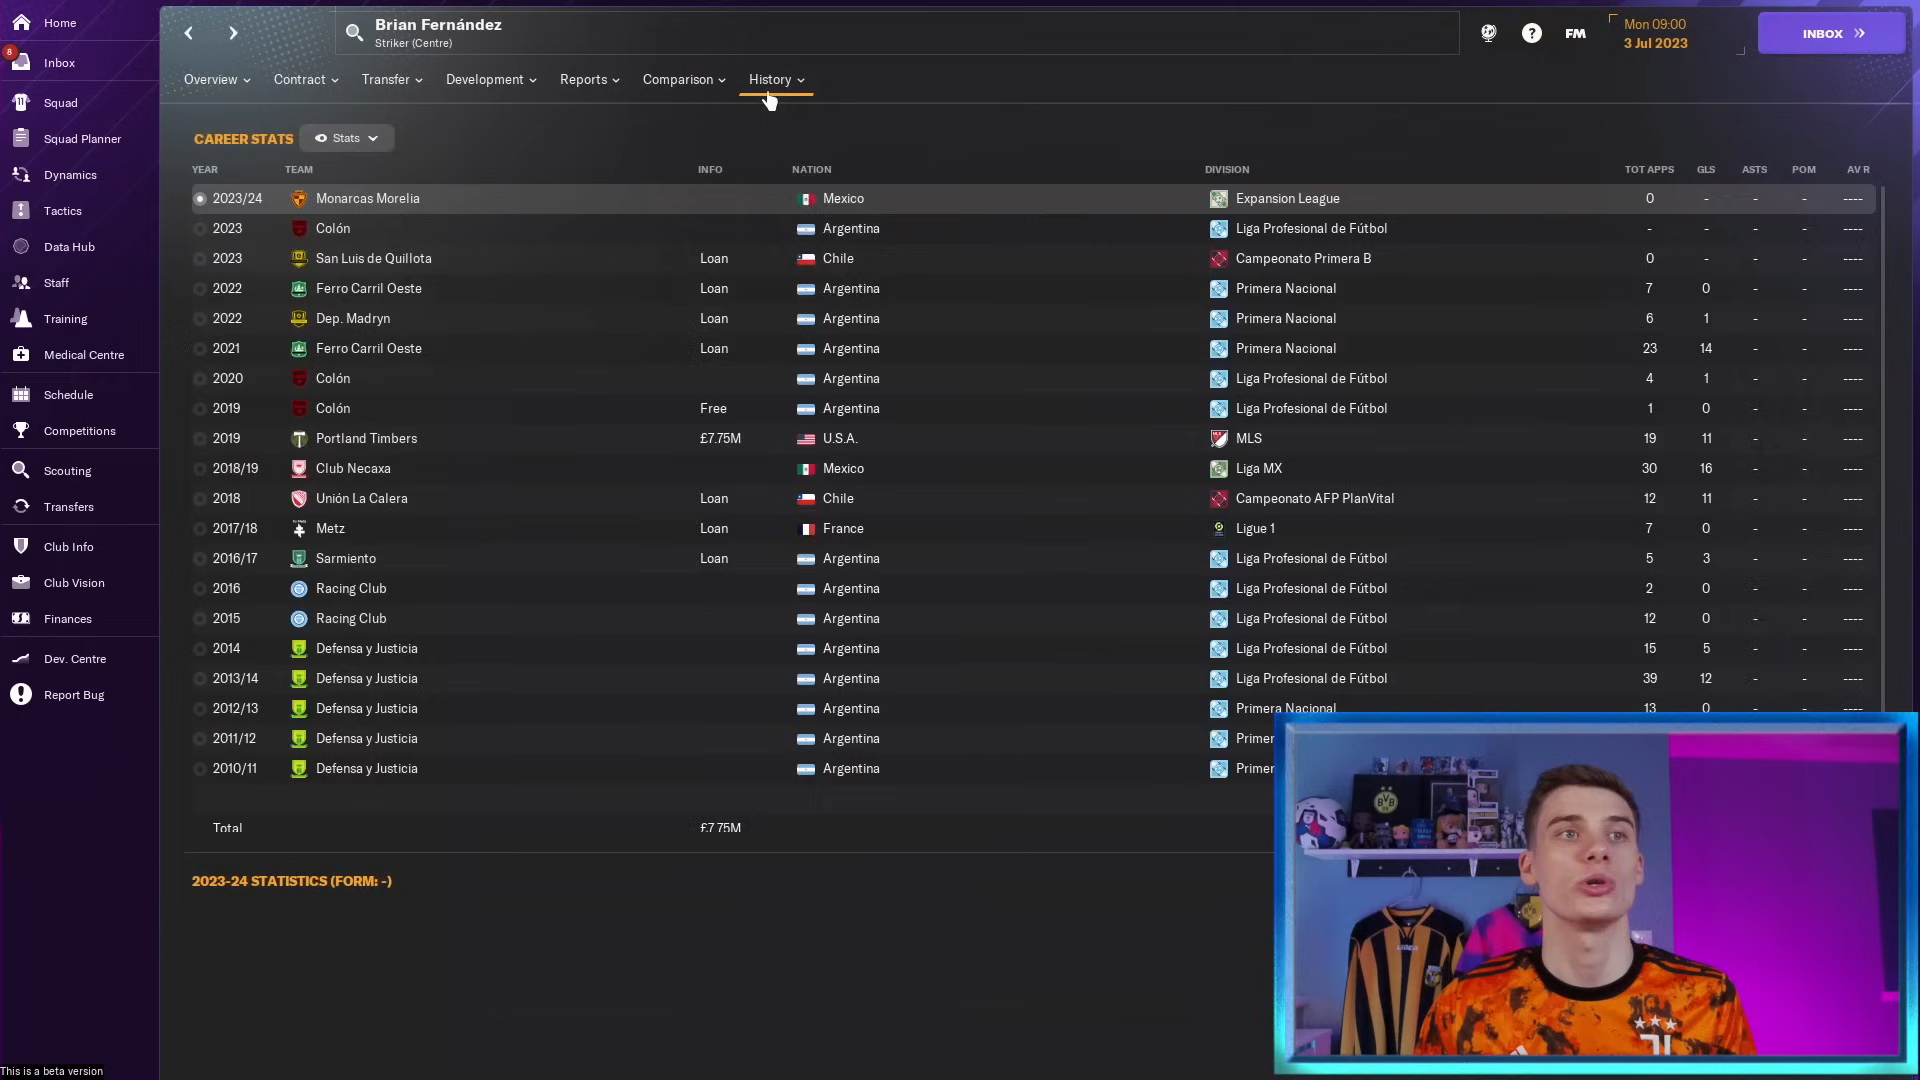 Home
8
Inbox
Squad
Squad Planner
Dynamics
Tactics
Data Hub
Staff
Training
Medical Centre
Schedule
Competitions
Scouting
Transfers
Club Info
Club Vision
Finances
Dev. Centre
Report Bug
This is a beta version
Brian Fernández
Striker (Centre)
? FM
Mon 09:00
3 Jul 2023
INBOX
Overview Contract Transfer Development Reports Comparison History
CAREER STATS Stats
YEAR TEAM INFO NATION DIVISION TOT APPS GLS ASTS POM AV R
2023/24 Monarcas Morelia Mexico Expansion League 0 - - - ----
2023 Colón Argentina Liga Profesional de Fútbol - - - - ----
2023 San Luis de Quillota Loan Chile Campeonato Primera B 0 - - - ----
2022 Ferro Carril Oeste Loan Argentina Primera Nacional 7 0 - - ----
2022 Dep. Madryn Loan Argentina Primera Nacional 6 1 - - ----
2021 Ferro Carril Oeste Loan Argentina Primera Nacional 23 14 - - ----
2020 Colón Argentina Liga Profesional de Fútbol 4 1 - - ----
2019 Colón Free Argentina Liga Profesional de Fútbol 1 0 - - ----
2019 Portland Timbers £7.75M U.S.A. MLS 19 11 - - ----
2018/19 Club Necaxa Mexico Liga MX 30 16 - - ----
2018 Unión La Calera Loan Chile Campeonato AFP PlanVital 12 11 - - ----
2017/18 Metz Loan France Ligue 1 7 0 - - ----
2016/17 Sarmiento Loan Argentina Liga Profesional de Fútbol 5 3 - - ----
2016 Racing Club Argentina Liga Profesional de Fútbol 2 0 - - ----
2015 Racing Club Argentina Liga Profesional de Fútbol 12 0 - - ----
2014 Defensa y Justicia Argentina Liga Profesional de Fútbol 15 5 - - ----
2013/14 Defensa y Justicia Argentina Liga Profesional de Fútbol 39 12 - - ----
2012/13 Defensa y Justicia Argentina Primera Nacional 13 0 - - ----
2011/12 Defensa y Justicia Argentina Primer
2010/11 Defensa y Justicia Argentina Primer
Total £7.75M
2023-24 STATISTICS (FORM: -)
BVB